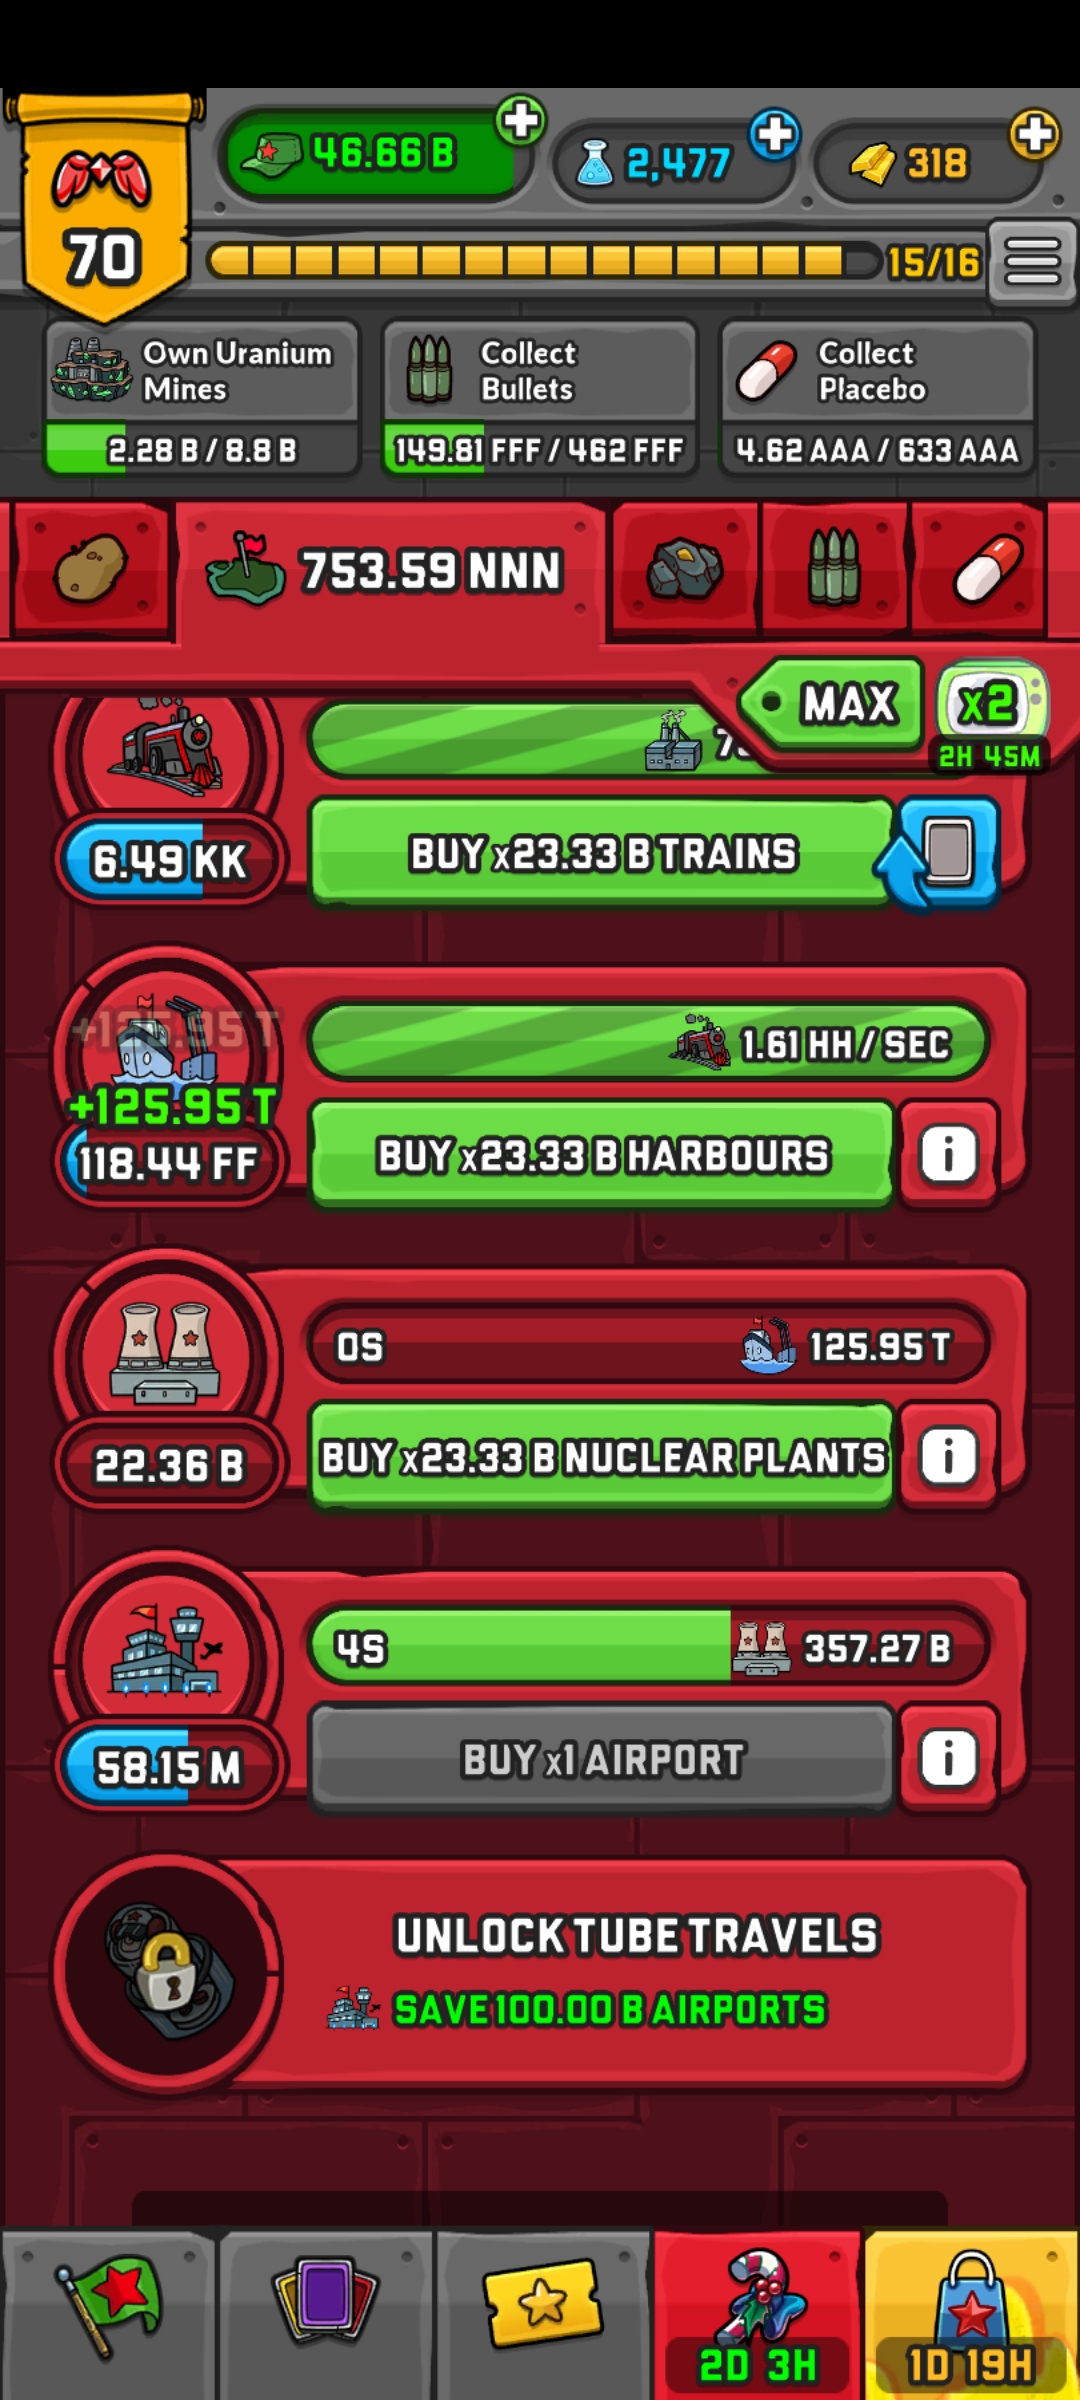 46.66 B
2,477
318
70
15/16
Own Uranium
Mines
2.28 B / 8.8 B
Collect
Bullets
149.81 FFF / 462 FFF
Collect
Placebo
4.62 AAA / 633 AAA
753.59 NNN
MAX
x2
2H 45M
6.49 KK
BUY x23.33 B TRAINS
+125.95 T
+125.95 T
118.44 FF
1.61 HH / SEC
BUY x23.33 B HARBOURS
i
0S
125.95 T
22.36 B
BUY x23.33 B NUCLEAR PLANTS
i
4S
357.27 B
58.15 M
BUY x1 AIRPORT
i
UNLOCK TUBE TRAVELS
SAVE 100.00 B AIRPORTS
2D 3H
1D 19H